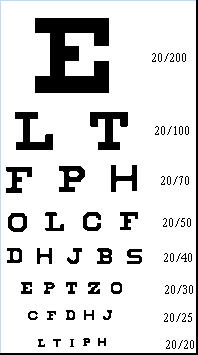 E 20/200
L T 20/100
F P H 20/70
O L C F 20/50
D H J B S 20/40
E P T Z O 20/30
C F D H J 20/25
L T I P H 20/20